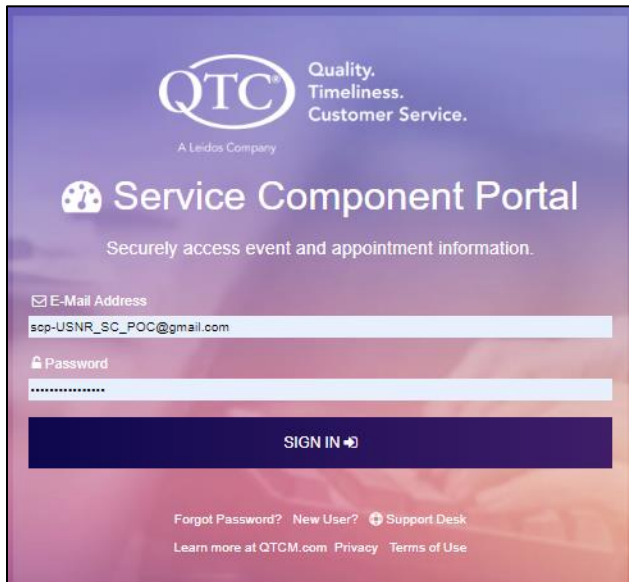 QTC®
Quality.
Timeliness.
Customer Service.
A Leidos Company
Service Component Portal
Securely access event and appointment information.
E-Mail Address
scp-USNR_SC_POC@gmail.com
Password
SIGN IN
Forgot Password? New User? Support Desk
Learn more at QTCM.com Privacy Terms of Use